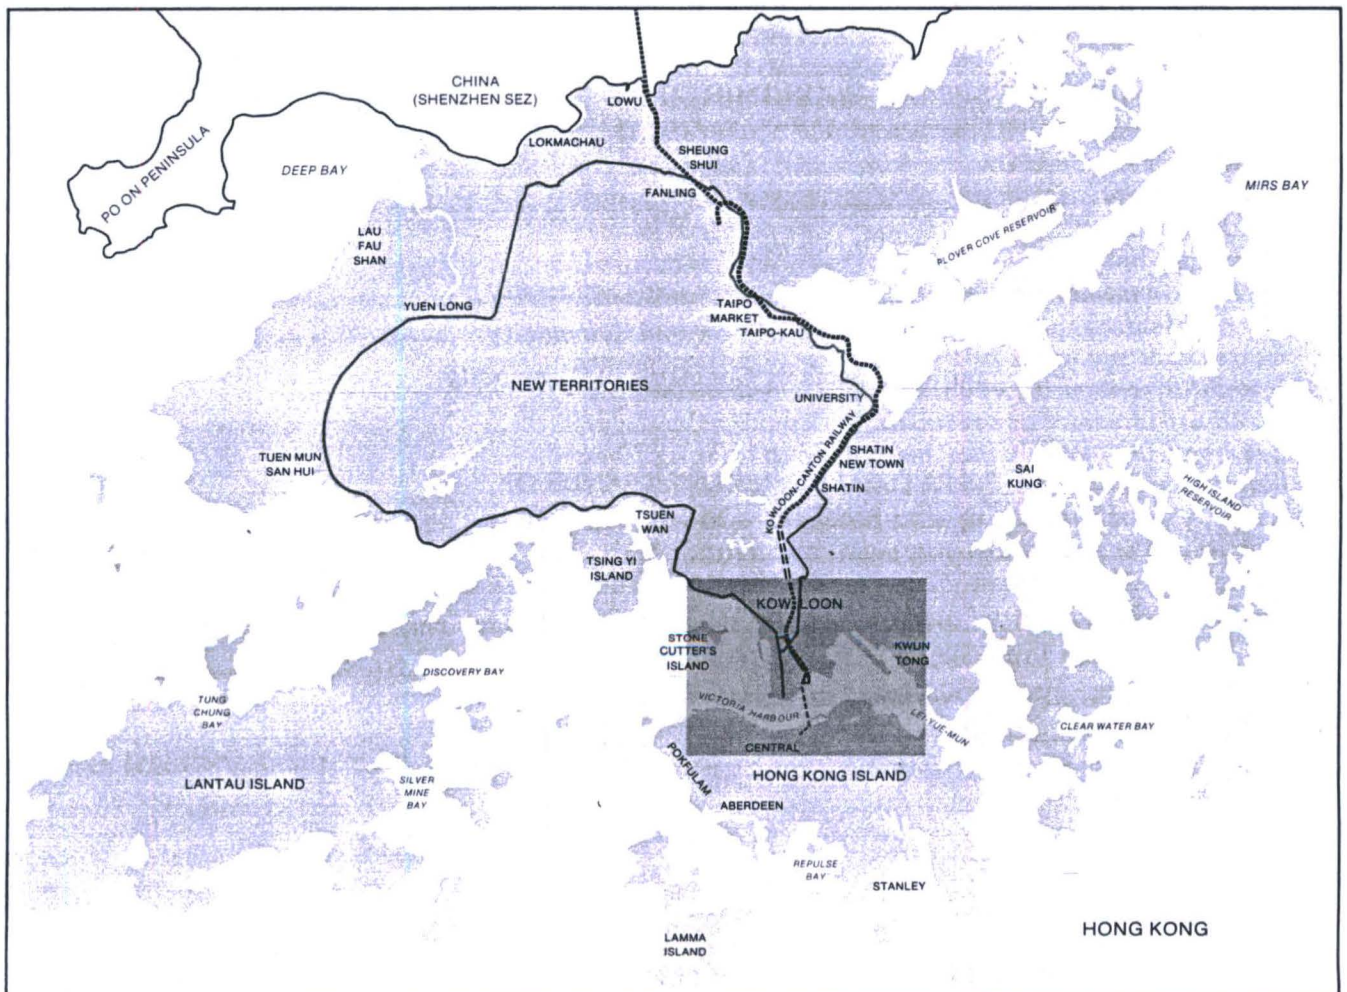 CHINA
(SHENZHEN SEZ)
LOWU
LOKMACHAU
SHEUNG
SHUI
PO ON PENINSULA
DEEP BAY
FANLING
MIRS BAY
LAU
FAU
SHAN
PLOVER COVE RESERVOIR
YUEN LONG
TAIPO
MARKET
TAIPO-KAU
NEW TERRITORIES
UNIVERSITY
KOWLOON-CANTON RAILWAY
SHATIN
NEW TOWN
TUEN MUN
SAN HUI
SAI
KUNG
SHATIN
HIGH ISLAND
RESERVOIR
TSUEN
WAN
TSING YI
ISLAND
KOWLOON
STONE
CUTTER'S
ISLAND
KWUN
TONG
DISCOVERY BAY
TUNG
CHUNG
BAY
VICTORIA HARBOUR
LEI YUE-MUN
CLEAR WATER BAY
CENTRAL
POKFULAM
HONG KONG ISLAND
LANTAU ISLAND
SILVER
MINE
BAY
ABERDEEN
REPULSE
BAY
STANLEY
HONG KONG
LAMMA
ISLAND